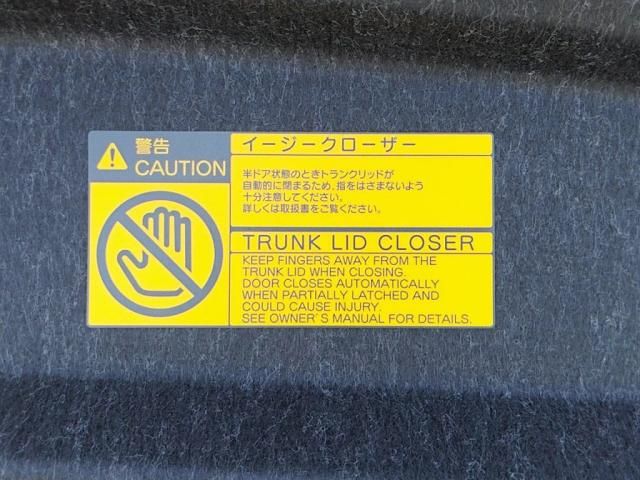 警告
CAUTION
イージークローザー
半ドア状態のときトランクリッドが
自動的に閉まるため、指をはさまないよう
十分注意してください。
詳しくは取扱書をご覧ください。
TRUNK LID CLOSER
KEEP FINGERS AWAY FROM THE
TRUNK LID WHEN CLOSING.
DOOR CLOSES AUTOMATICALLY
WHEN PARTIALLY LATCHED AND
COULD CAUSE INJURY.
SEE OWNER'S MANUAL FOR DETAILS.